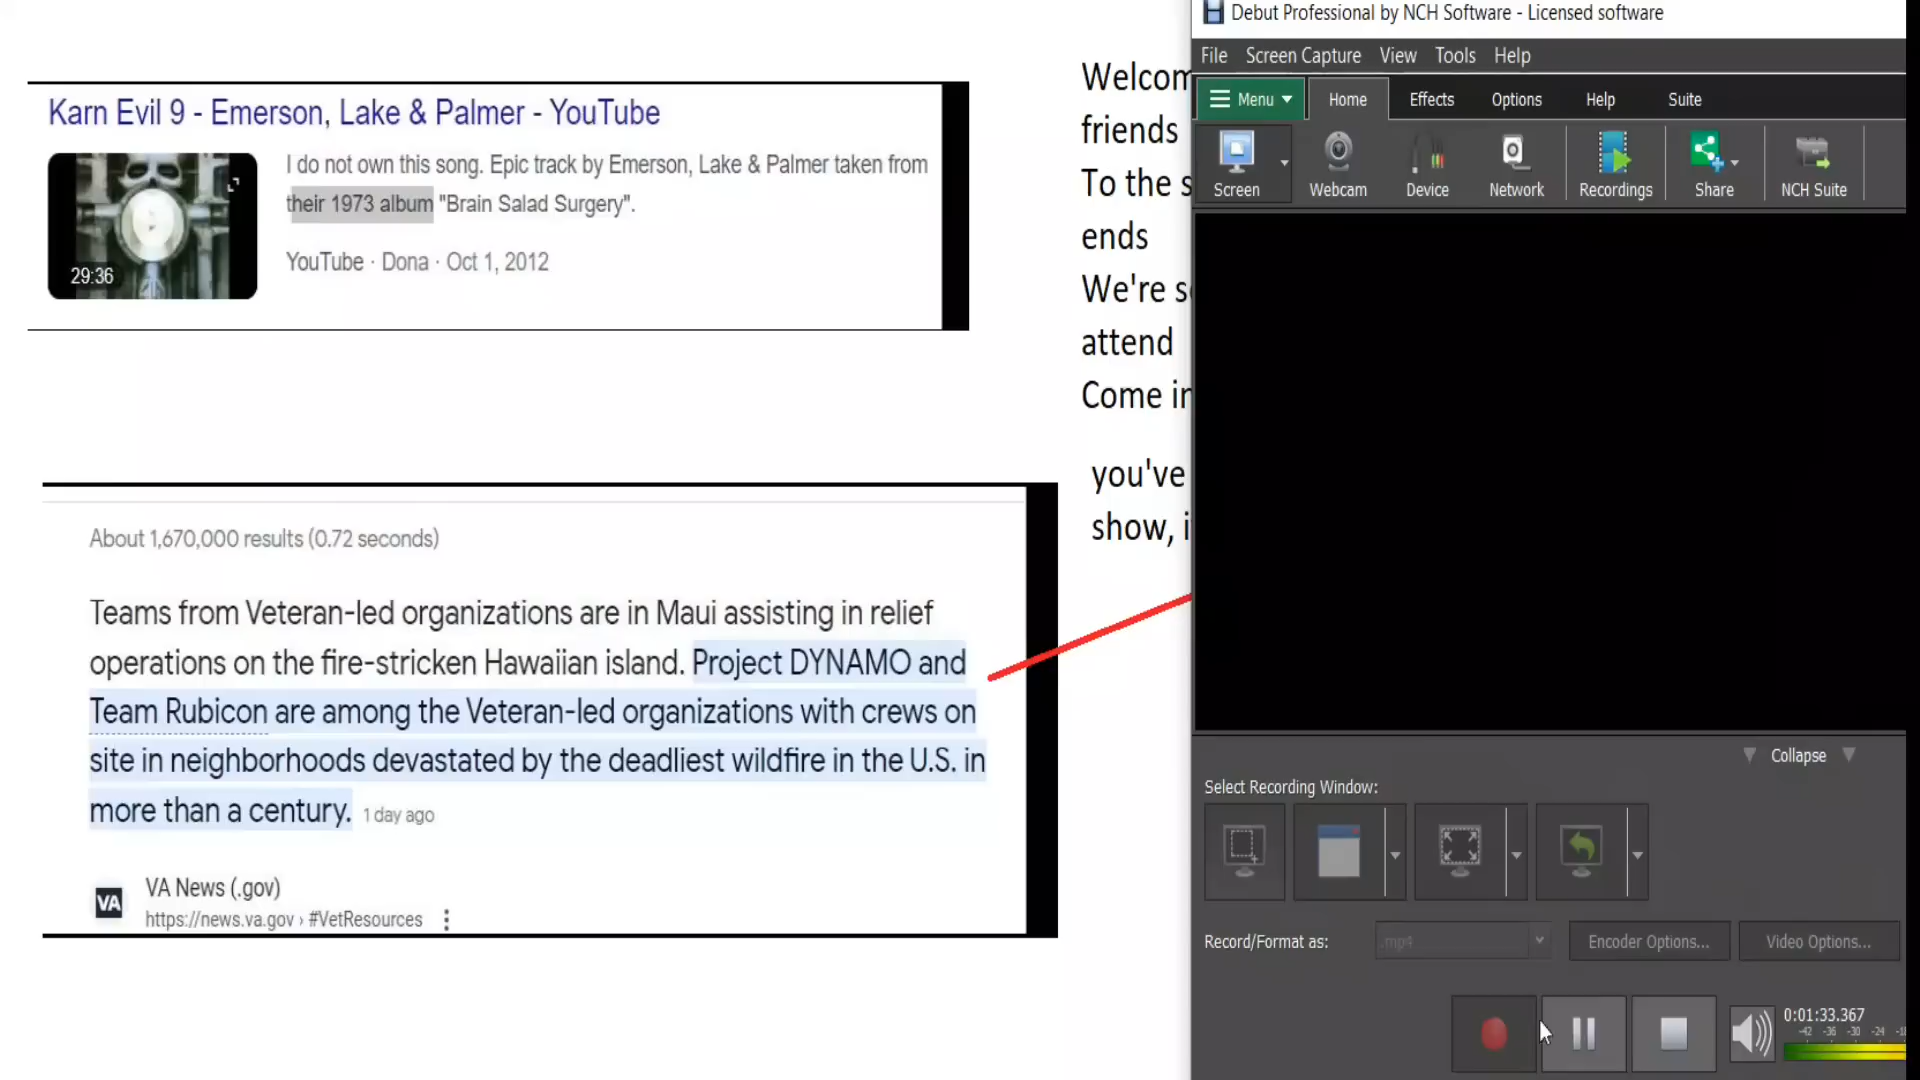 Karn Evil 9 - Emerson, Lake & Palmer - YouTube
I do not own this song. Epic track by Emerson, Lake & Palmer taken from
their 1973 album "Brain Salad Surgery".
29:36
YouTube · Dona · Oct 1, 2012
About 1,670,000 results (0.72 seconds)
Teams from Veteran-led organizations are in Maui assisting in relief
operations on the fire-stricken Hawaiian island. Project DYNAMO and
Team Rubicon are among the Veteran-led organizations with crews on
site in neighborhoods devastated by the deadliest wildfire in the U.S. in
more than a century. 1 day ago
VA
VA News (.gov)
https://news.va.gov › #VetResources
Welcom
friends
To the s
ends
We're s
attend
Come in
you've
show, i
Debut Professional by NCH Software - Licensed software
File Screen Capture View Tools Help
Menu Home Effects Options Help Suite
Screen Webcam Device Network Recordings Share NCH Suite
Collapse
Select Recording Window:
Record/Format as: .mp4 Encoder Options... Video Options...
0:01:33.367
-42 -36 -30 -24 -1